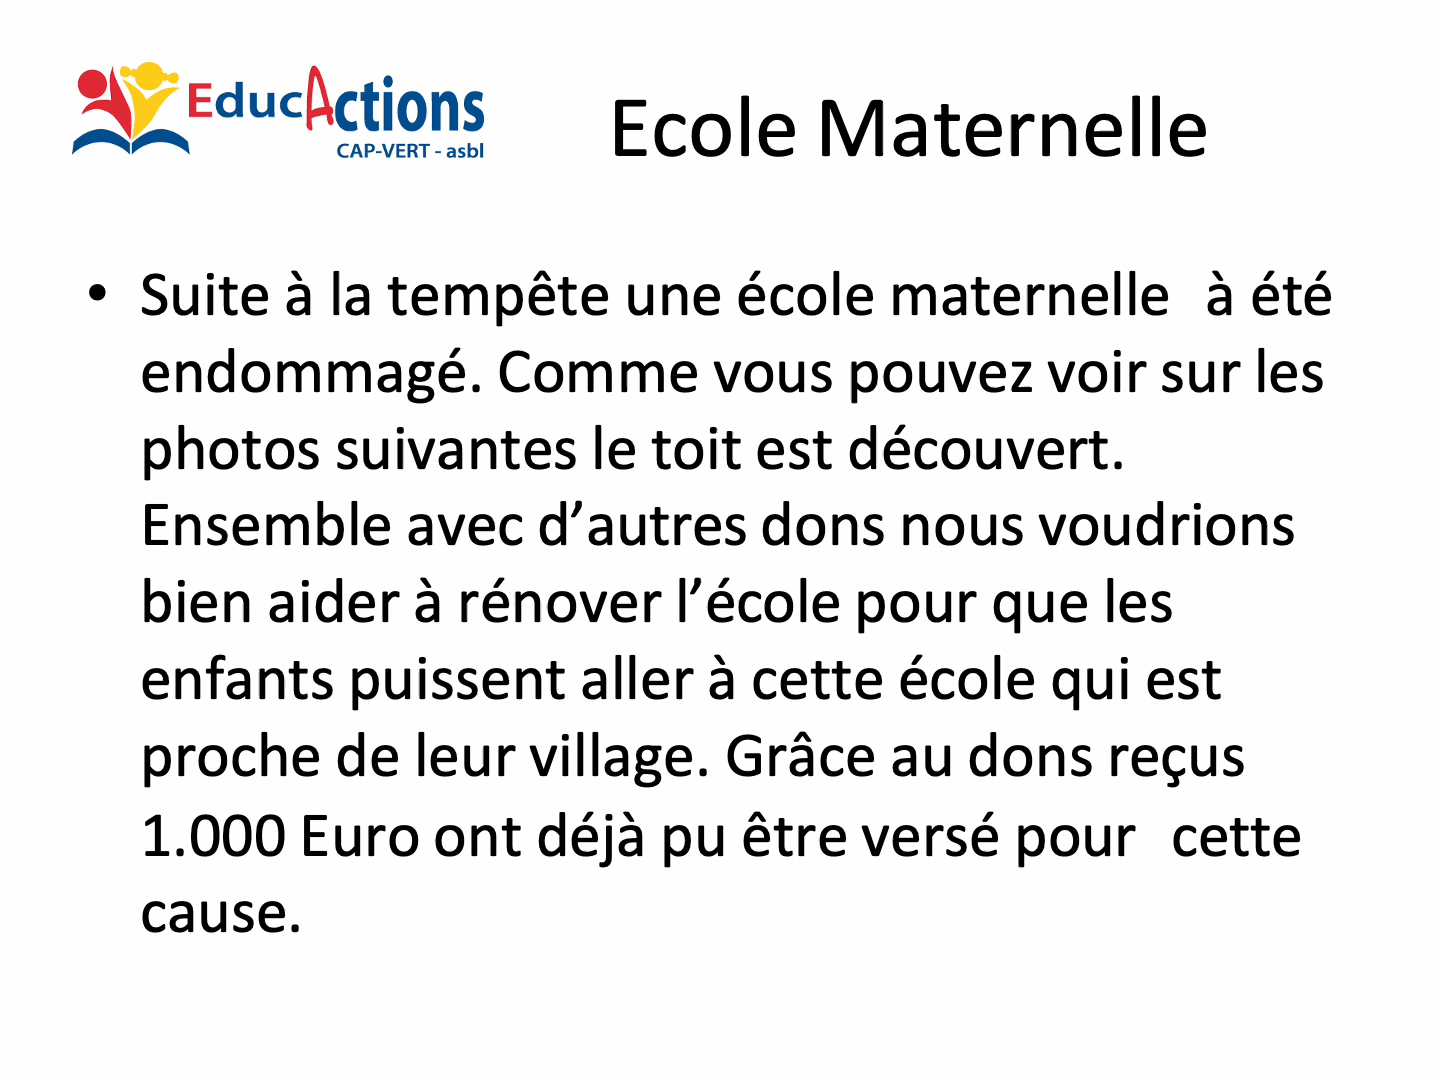 EducActions
CAP-VERT - asbl
Ecole Maternelle
• Suite à la tempête une école maternelle à été
endommagé. Comme vous pouvez voir sur les
photos suivantes le toit est découvert.
Ensemble avec d’autres dons nous voudrions
bien aider à rénover l’école pour que les
enfants puissent aller à cette école qui est
proche de leur village. Grâce au dons reçus
1.000 Euro ont déjà pu être versé pour cette
cause.